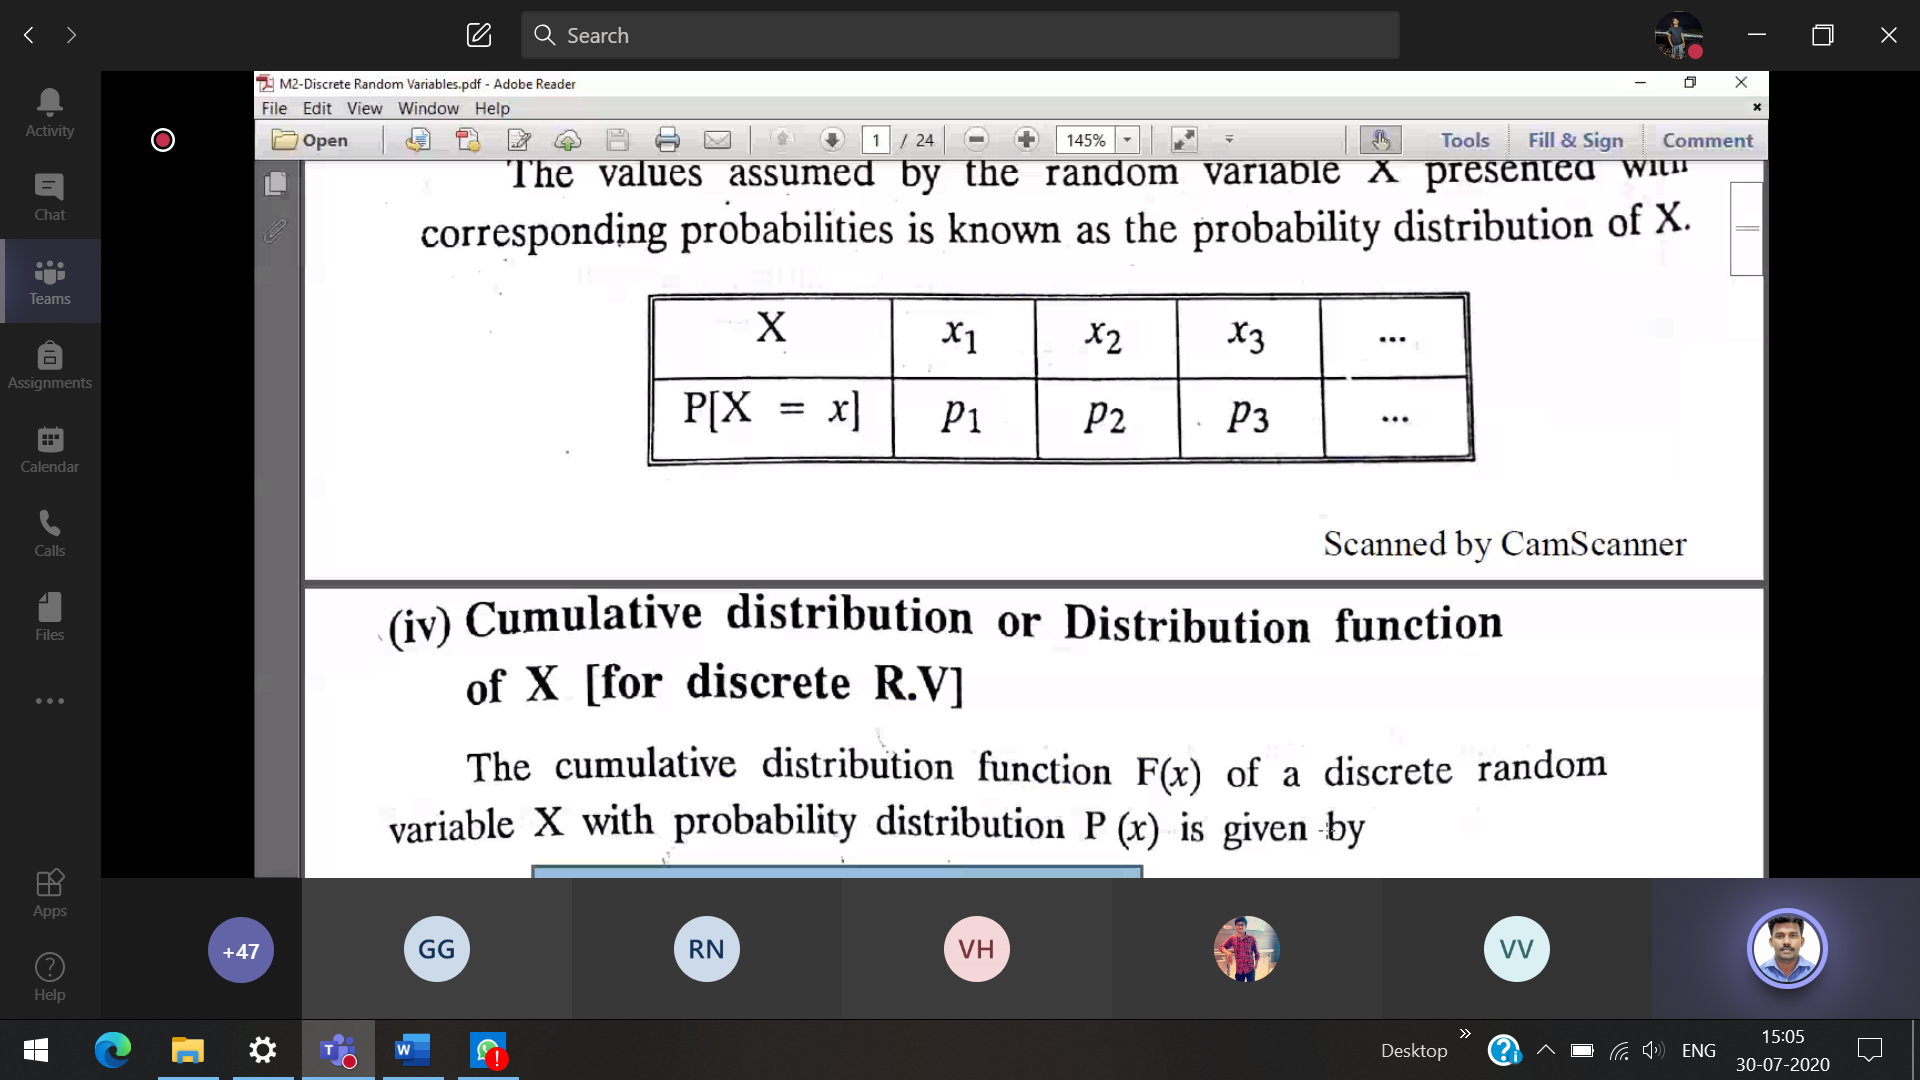 Search
M2-Discrete Random Variables.pdf - Adobe Reader
File Edit View Window Help
Open
1 / 24
145%
Tools
Fill & Sign
Comment
Activity
Chat
Teams
Assignments
Calendar
Calls
Files
Apps
Help
The values assumed by the random variable X presented with
corresponding probabilities is known as the probability distribution of X.
X x1 x2 x3 ...
P[X = x] p1 p2 p3 ...
Scanned by CamScanner
(iv) Cumulative distribution or Distribution function
of X [for discrete R.V]
The cumulative distribution function F(x) of a discrete random
variable X with probability distribution P (x) is given by
+47
GG
RN
VH
VV
Desktop
ENG
15:05
30-07-2020